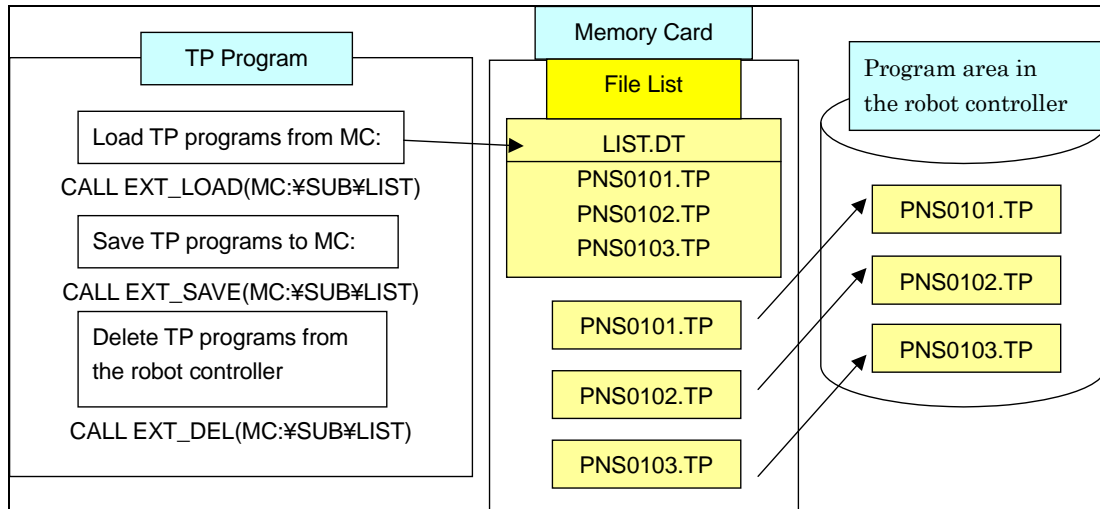 TP Program
Load TP programs from MC:
CALL EXT_LOAD(MC:¥SUB¥LIST)
Save TP programs to MC:
CALL EXT_SAVE(MC:¥SUB¥LIST)
Delete TP programs from
the robot controller
CALL EXT_DEL(MC:¥SUB¥LIST)
Memory Card
File List
LIST.DT
PNS0101.TP
PNS0102.TP
PNS0103.TP
PNS0101.TP
PNS0102.TP
PNS0103.TP
Program area in
the robot controller
PNS0101.TP
PNS0102.TP
PNS0103.TP